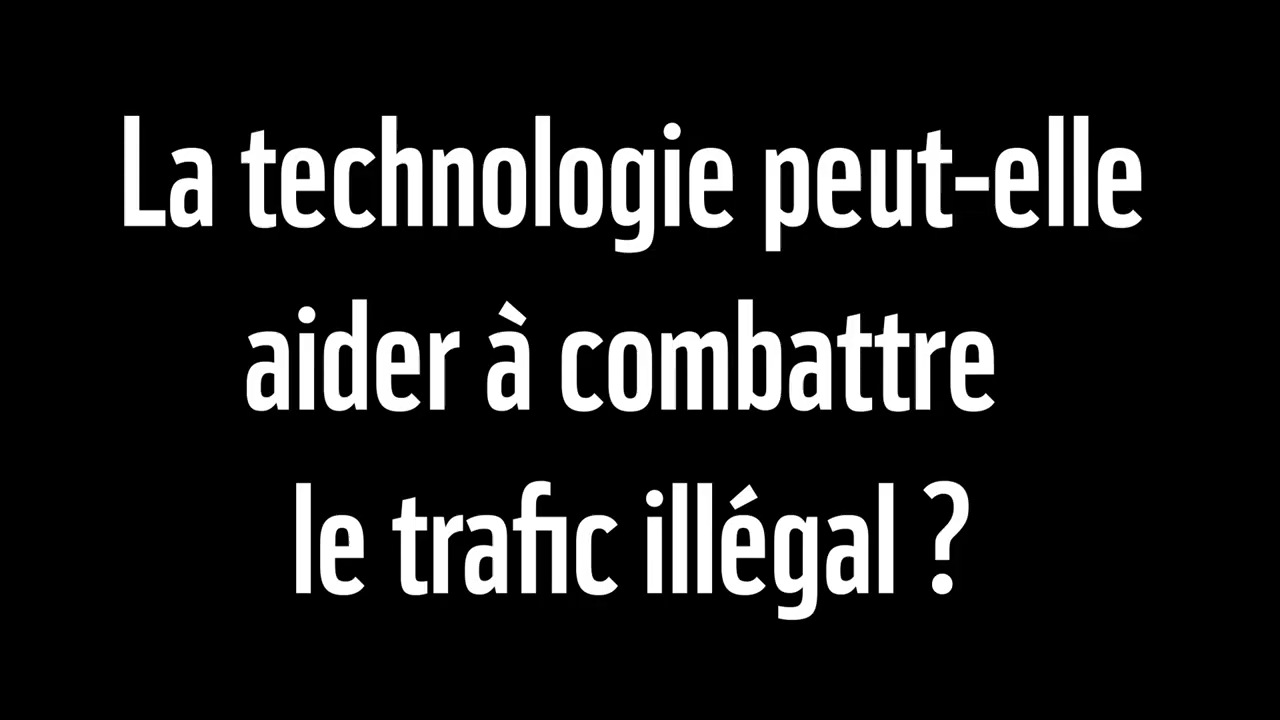 La technologie peut-elle
aider à combattre
le trafic illégal ?